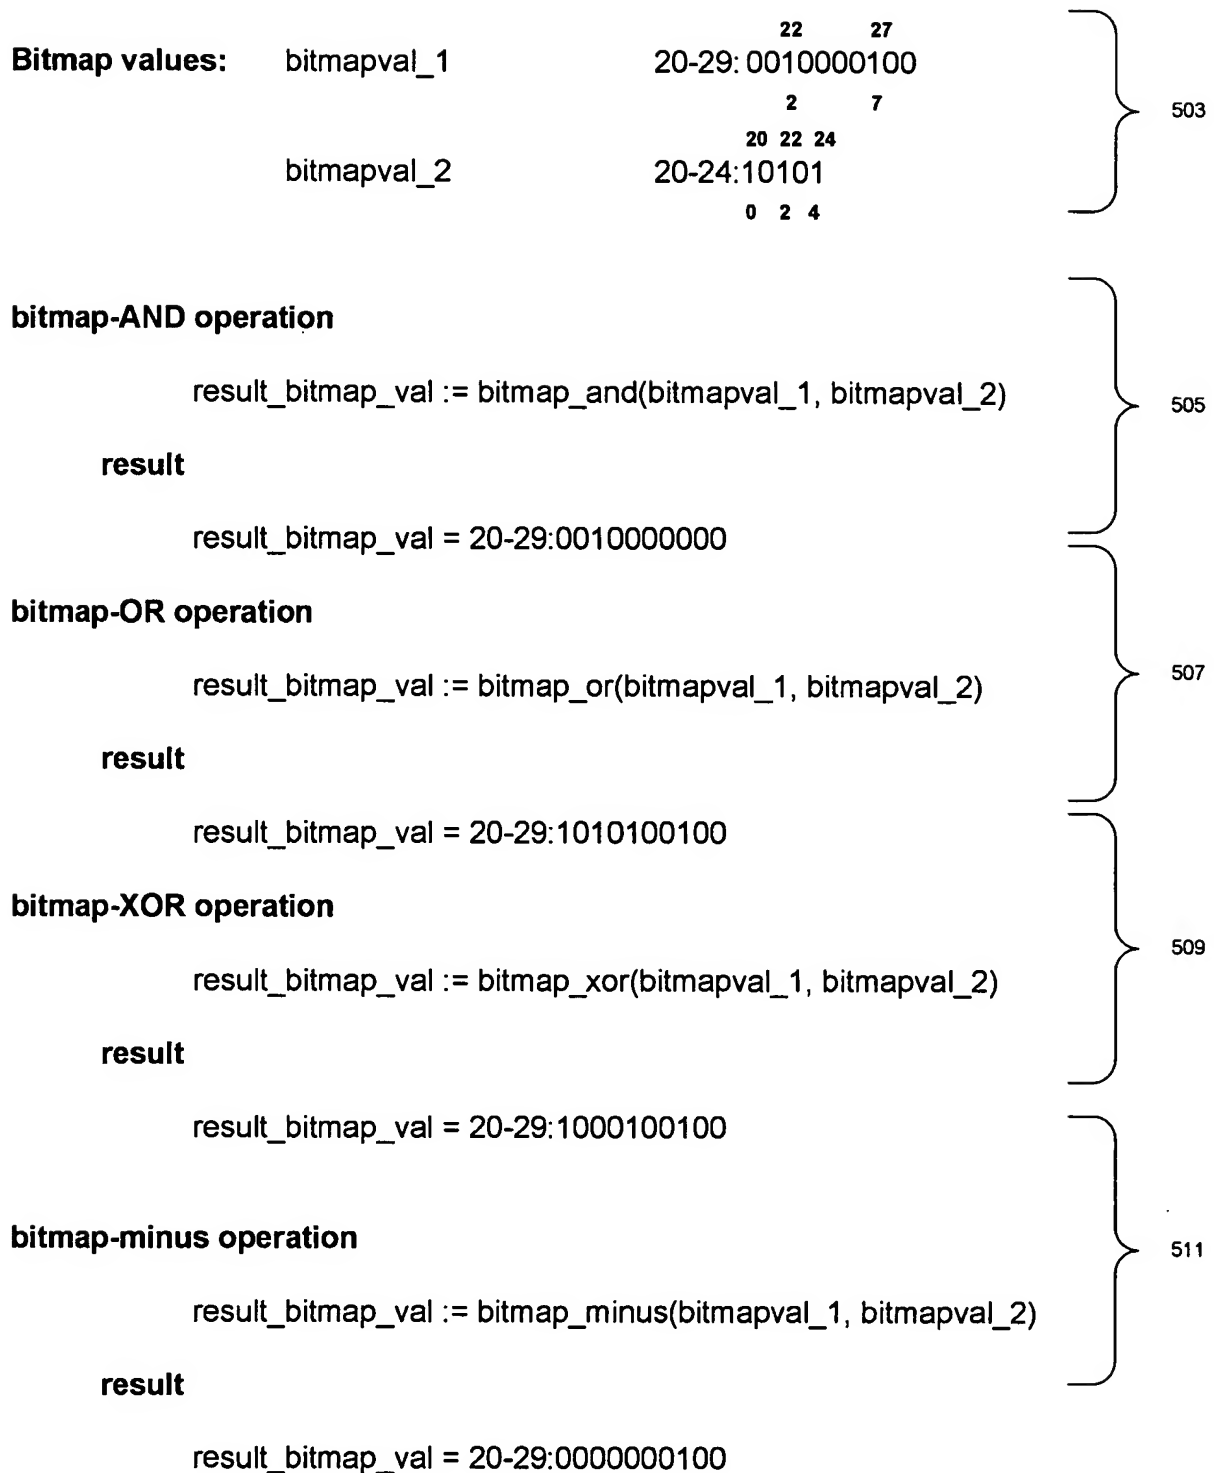 22 27
Bitmap values: bitmapval_1 20-29: 0010000100
2 7
503
20 22 24
bitmapval_2 20-24:10101
0 2 4
bitmap-AND operation
result_bitmap_val := bitmap_and(bitmapval_1, bitmapval_2)
505
result
result_bitmap_val = 20-29:0010000000
bitmap-OR operation
result_bitmap_val := bitmap_or(bitmapval_1, bitmapval_2)
507
result
result_bitmap_val = 20-29:1010100100
bitmap-XOR operation
509
result_bitmap_val := bitmap_xor(bitmapval_1, bitmapval_2)
result
result_bitmap_val = 20-29:1000100100
bitmap-minus operation
511
result_bitmap_val := bitmap_minus(bitmapval_1, bitmapval_2)
result
result_bitmap_val = 20-29:0000000100